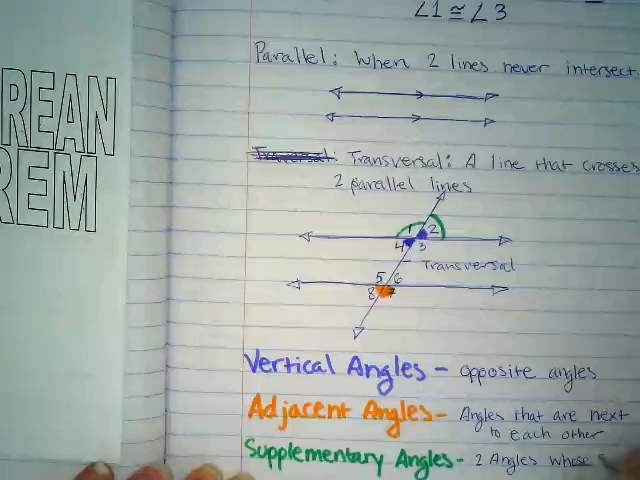 ∠1 ≅ ∠3
REAN
REM
Parallel: When 2 lines never intersect.
Transversal: A line that crosses
2 parallel lines
1 2
4 3
Transversal
5 6
8 7
Vertical Angles - opposite angles
Adjacent Angles - Angles that are next
to each other
Supplementary Angles - 2 Angles whose